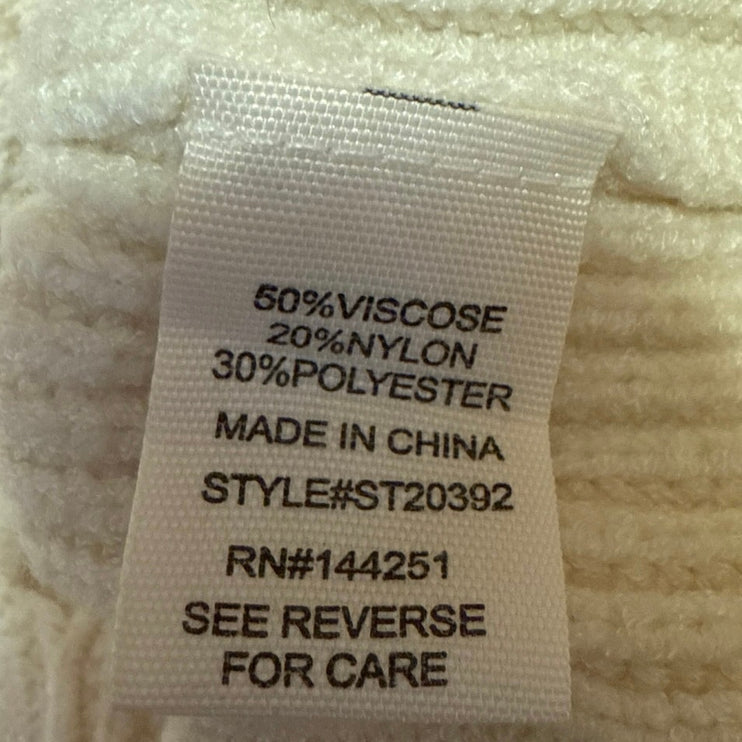 50%VISCOSE
20%NYLON
30%POLYESTER
MADE IN CHINA
STYLE#ST20392
RN#144251
SEE REVERSE
FOR CARE